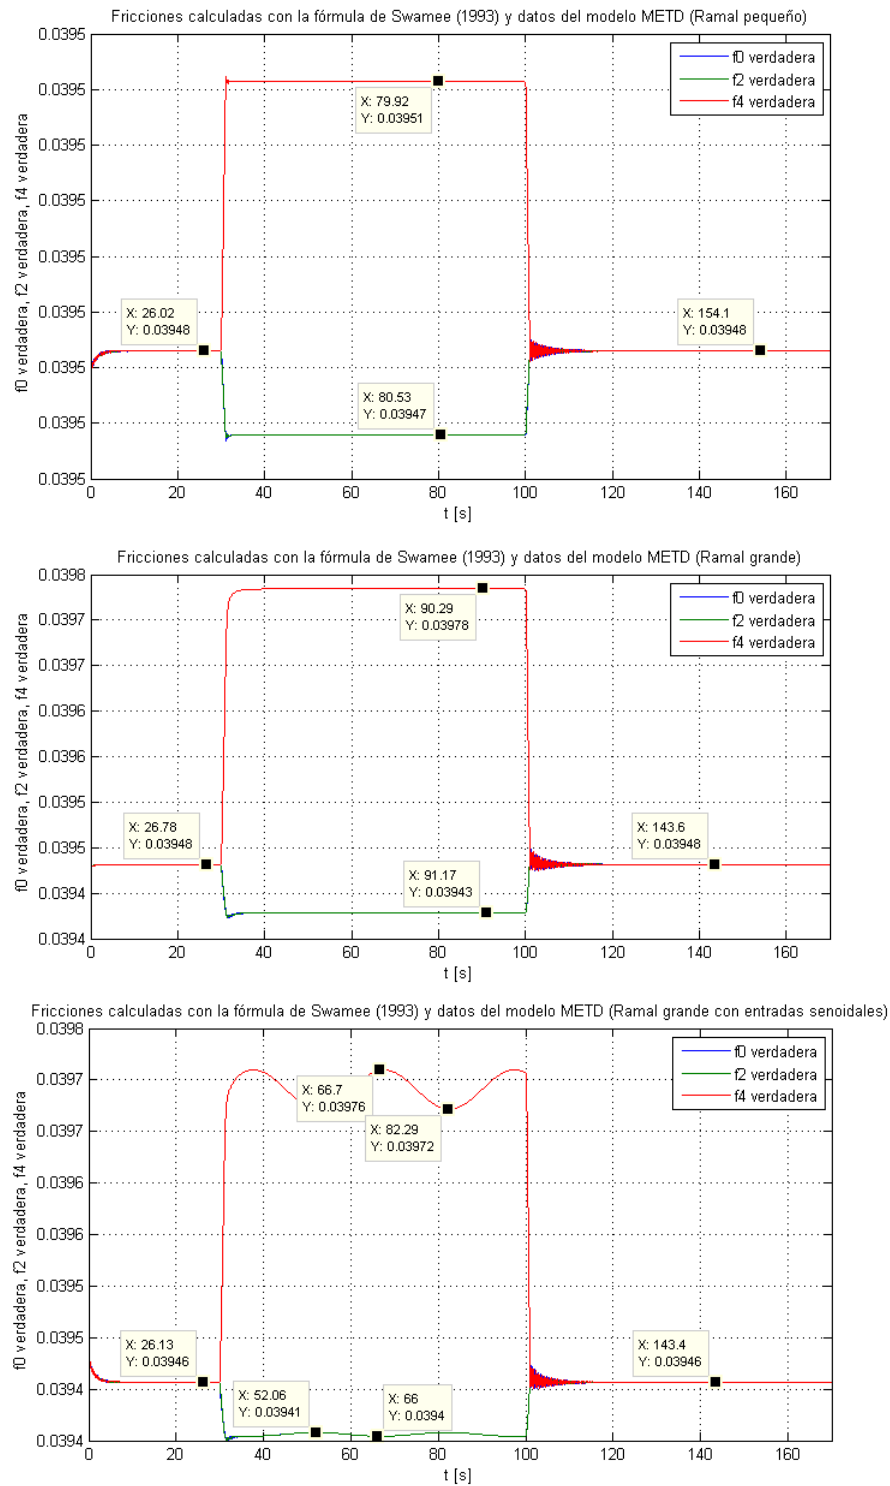 Fricciones calculadas con la fórmula de Swamee (1993) y datos del modelo METD (Ramal pequeño)
f0 verdadera, f2 verdadera, f4 verdadera
0.0395
0.0395
0.0395
0.0395
0.0395
0.0395
0.0395
0.0395
0.0395
f0 verdadera
f2 verdadera
f4 verdadera
X: 79.92
Y: 0.03951
X: 26.02
Y: 0.03948
X: 154.1
Y: 0.03948
X: 80.53
Y: 0.03947
0 20 40 60 80 100 120 140 160
t [s]
Fricciones calculadas con la fórmula de Swamee (1993) y datos del modelo METD (Ramal grande)
f0 verdadera, f2 verdadera, f4 verdadera
0.0398
0.0397
0.0397
0.0396
0.0396
0.0395
0.0395
0.0394
0.0394
f0 verdadera
f2 verdadera
f4 verdadera
X: 90.29
Y: 0.03978
X: 26.78
Y: 0.03948
X: 143.6
Y: 0.03948
X: 91.17
Y: 0.03943
0 20 40 60 80 100 120 140 160
t [s]
Fricciones calculadas con la fórmula de Swamee (1993) y datos del modelo METD (Ramal grande con entradas senoidales)
f0 verdadera, f2 verdadera, f4 verdadera
0.0398
0.0397
0.0397
0.0396
0.0396
0.0395
0.0395
0.0394
0.0394
f0 verdadera
f2 verdadera
f4 verdadera
X: 66.7
Y: 0.03976
X: 82.29
Y: 0.03972
X: 26.13
Y: 0.03946
X: 143.4
Y: 0.03946
X: 52.06
Y: 0.03941
X: 66
Y: 0.0394
0 20 40 60 80 100 120 140 160
t [s]